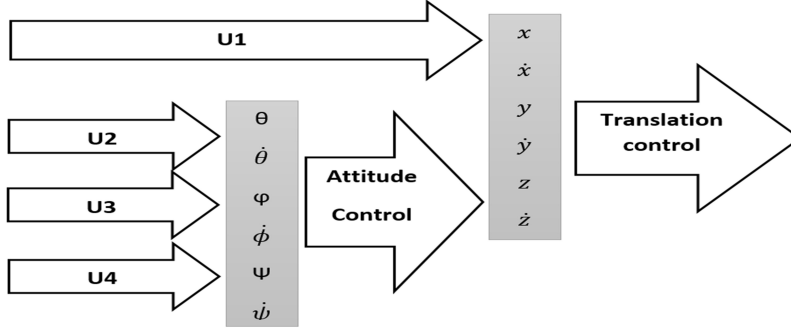 U1
U2
U3
U4
θ
θ̇
φ
ϕ̇
Ψ
ψ̇
Attitude
Control
x
ẋ
y
ẏ
z
ż
Translation
control